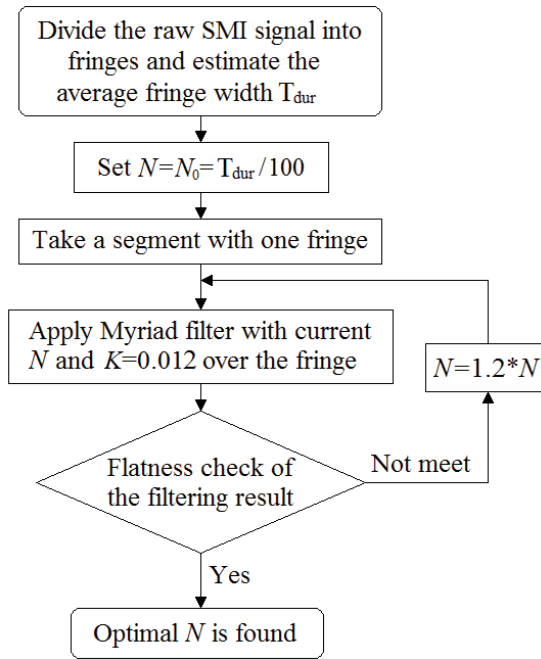 Divide the raw SMI signal into
fringes and estimate the
average fringe width Tdur
Set N=N0=Tdur/100
Take a segment with one fringe
Apply Myriad filter with current
N and K=0.012 over the fringe
N=1.2*N
Flatness check of
the filtering result
Not meet
Yes
Optimal N is found